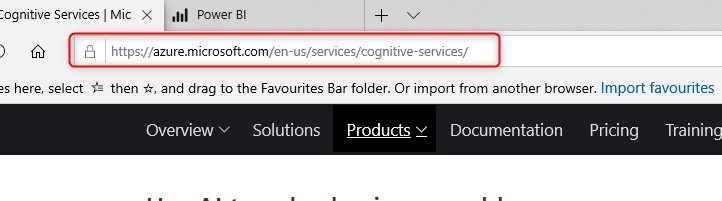 Cognitive Services | Mic
Power BI
https://azure.microsoft.com/en-us/services/cognitive-services/
es here, select then , and drag to the Favourites Bar folder. Or import from another browser. Import favourites
Overview Solutions Products Documentation Pricing Training